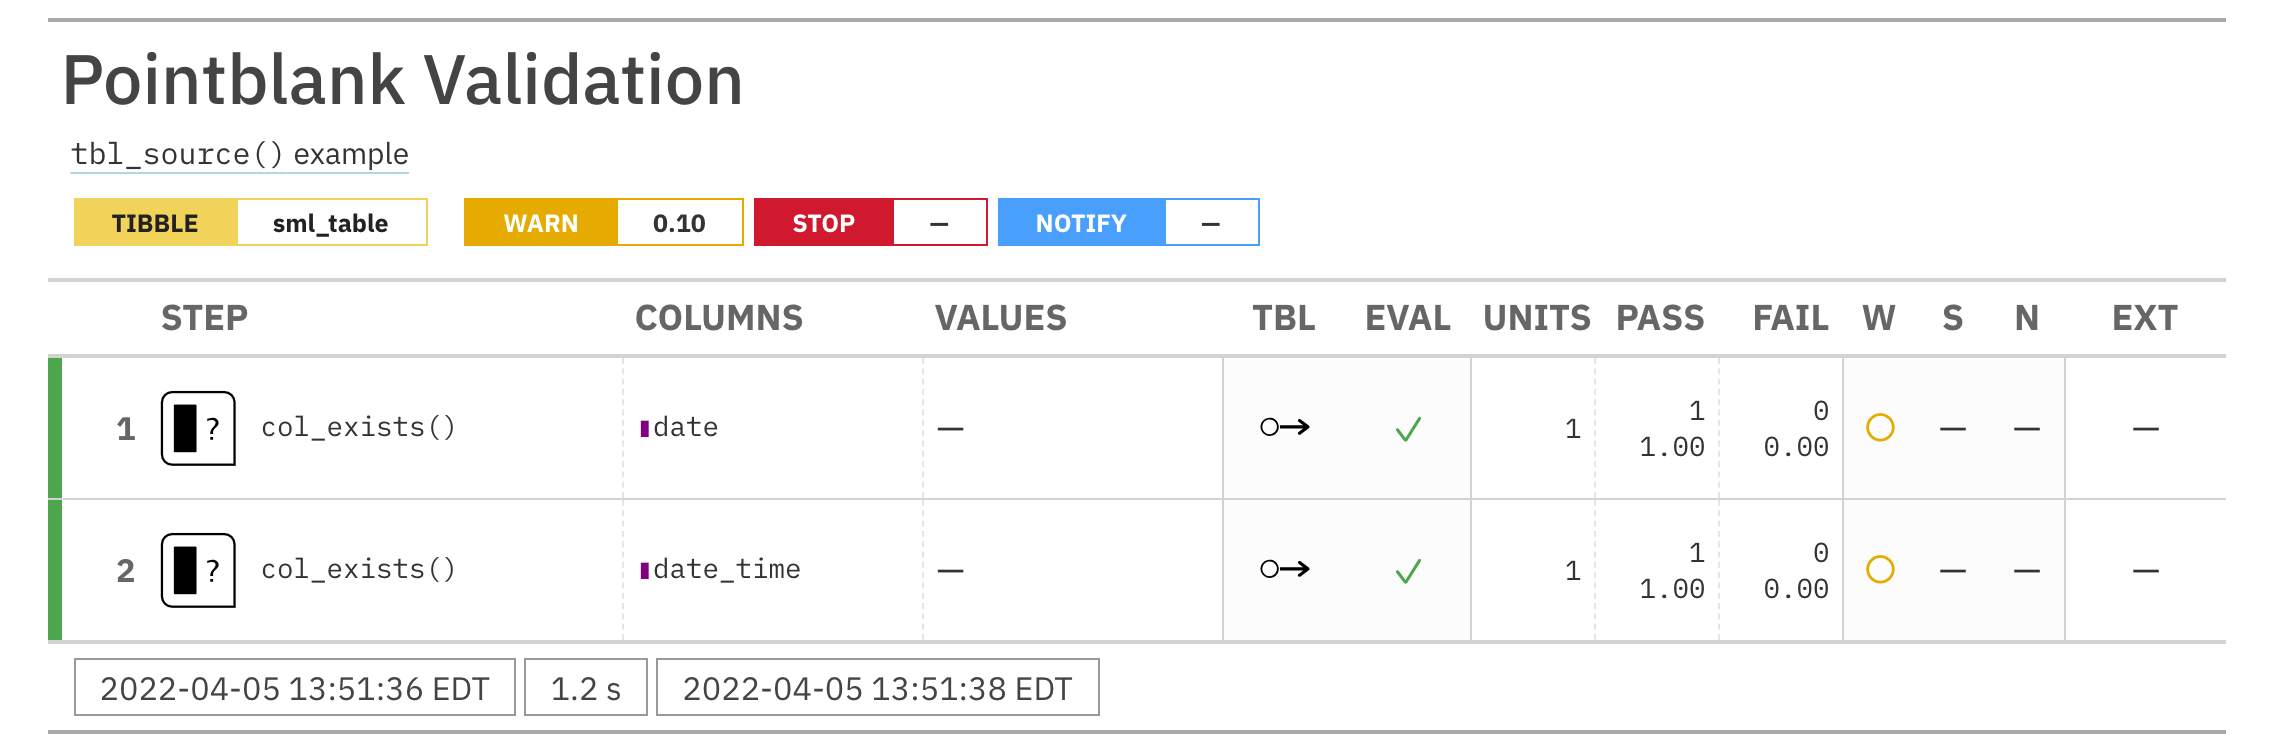 Pointblank Validation
tbl_source() example
TIBBLE sml_table WARN 0.10 STOP — NOTIFY —
STEP COLUMNS VALUES TBL EVAL UNITS PASS FAIL W S N EXT
1 ? col_exists() date — ✓ 1 1 0 — — —
1.00 0.00
2 ? col_exists() date_time — ✓ 1 1 0 — — —
1.00 0.00
2022-04-05 13:51:36 EDT 1.2 s 2022-04-05 13:51:38 EDT